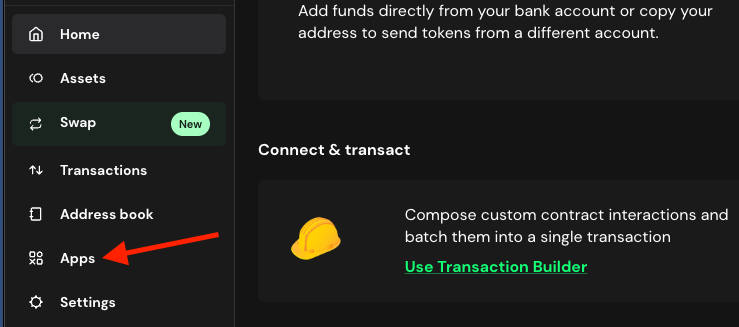 Home
Assets
Swap
New
Transactions
Address book
Apps
Settings
Add funds directly from your bank account or copy your
address to send tokens from a different account.
Connect & transact
Compose custom contract interactions and
batch them into a single transaction
Use Transaction Builder